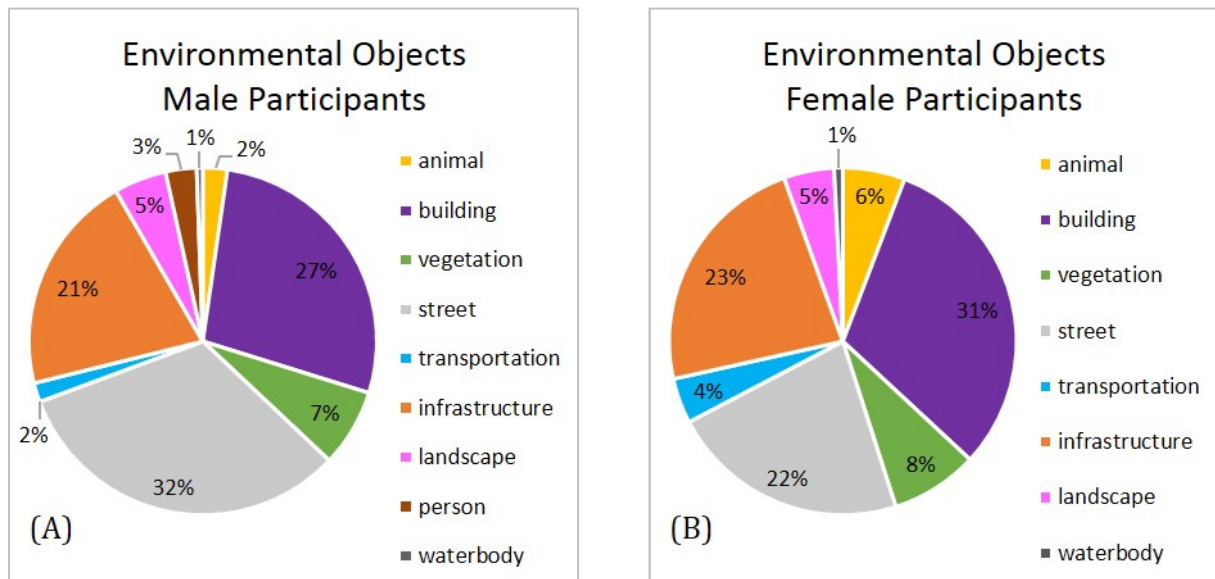 Environmental Objects
Male Participants
1%
3%
2%
5%
27%
21%
7%
2%
32%
animal
building
vegetation
street
transportation
infrastructure
landscape
person
waterbody
(A)
Environmental Objects
Female Participants
1%
5%
6%
23%
31%
4%
8%
22%
animal
building
vegetation
street
transportation
infrastructure
landscape
waterbody
(B)